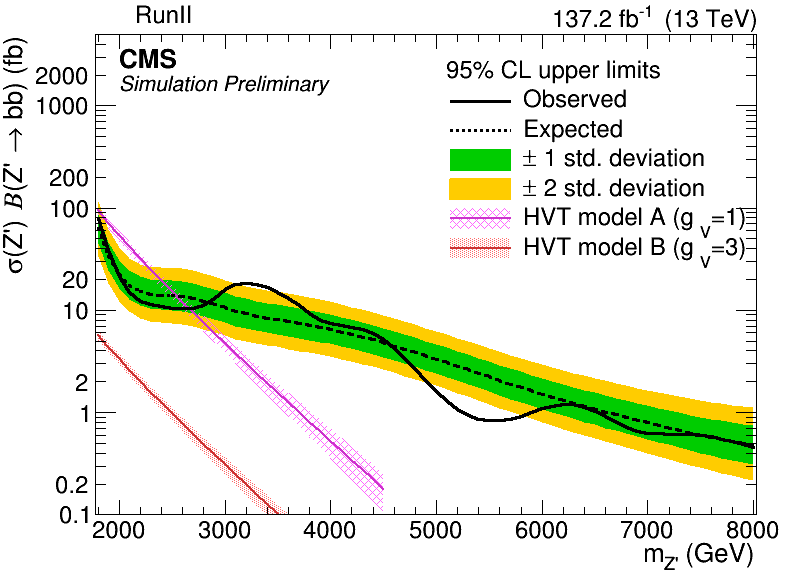 RunII
137.2 fb⁻¹ (13 TeV)
CMS
Simulation Preliminary
95% CL upper limits
Observed
Expected
± 1 std. deviation
± 2 std. deviation
HVT model A (g_v=1)
HVT model B (g_v=3)
σ(Z') B(Z' → bb) (fb)
2000
1000
200
100
20
10
2
1
0.2
0.1
2000 3000 4000 5000 6000 7000 8000
m_Z' (GeV)